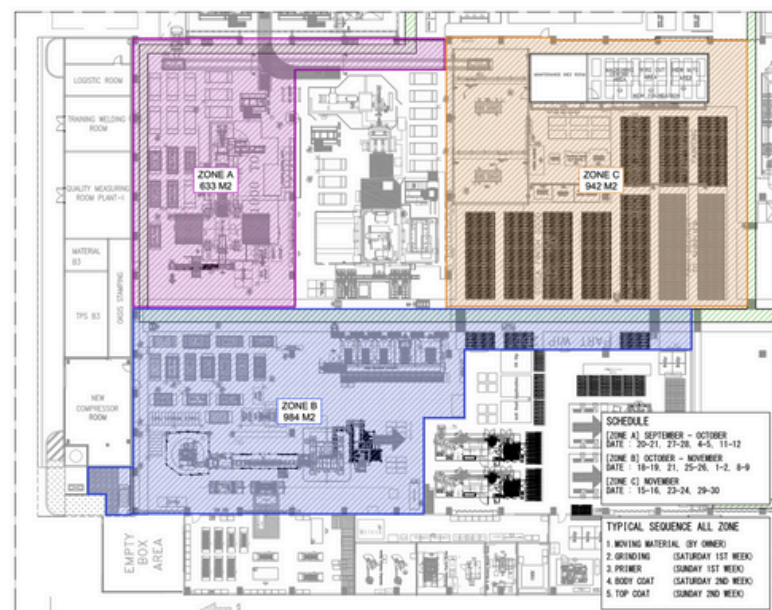 LOGISTIC ROOM
TRAINING WELDING
ROOM
QUALITY MEASURING
ROOM PLANT-1
MATERIAL
B3
TPS B3
OKIDS STAMPING
NEW
COMPRESSOR
ROOM
EMPTY
BOX
AREA
ZONE A
633 M2
ZONE B
984 M2
PART WIP
ZONE C
942 M2
SCHEDULE
[ZONE A] SEPTEMBER - OCTOBER
DATE : 20-21, 27-28, 4-5, 11-12
[ZONE B] OCTOBER - NOVEMBER
DATE : 18-19, 21, 25-26, 1-2, 8-9
[ZONE C] NOVEMBER
DATE : 15-16, 23-24, 29-30
TYPICAL SEQUENCE ALL ZONE
1. MOVING MATERIAL (BY OWNER)
2. GRINDING (SATURDAY 1ST WEEK)
3. PRIMER (SUNDAY 1ST WEEK)
4. BODY COAT (SATURDAY 2ND WEEK)
5. TOP COAT (SUNDAY 2ND WEEK)